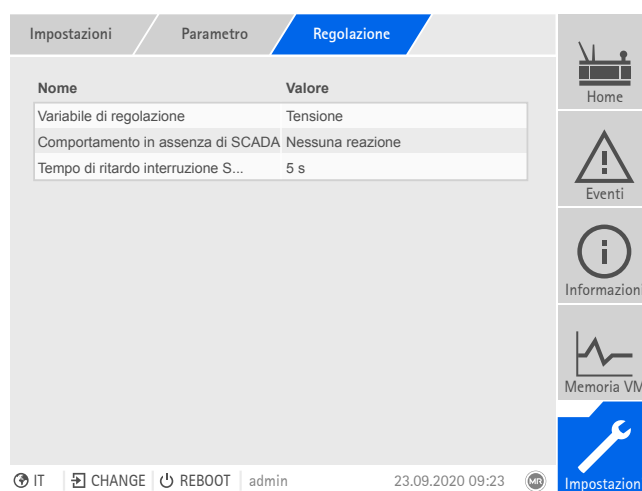 Impostazioni Parametro Regolazione
Nome Valore
Variabile di regolazione Tensione
Comportamento in assenza di SCADA Nessuna reazione
Tempo di ritardo interruzione S... 5 s
Home
Eventi
Informazioni
Memoria VM
Impostazion
IT CHANGE REBOOT admin 23.09.2020 09:23 MR